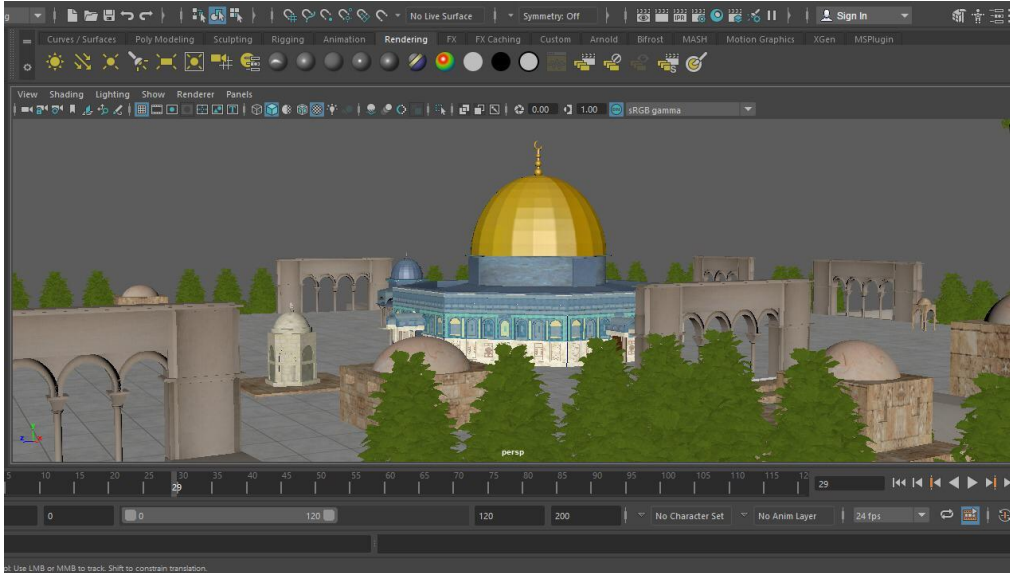 No Live Surface Symmetry: Off IPR Sign In
Curves / Surfaces Poly Modeling Sculpting Rigging Animation Rendering FX FX Caching Custom Arnold Bifrost MASH Motion Graphics XGen MSPlugin
View Shading Lighting Show Renderer Panels
0.00 1.00 sRGB gamma
persp
5 10 15 20 25 30 35 40 45 50 55 60 65 70 75 80 85 90 95 100 105 110 115 12
29 29
0 0 120 120 200 No Character Set No Anim Layer 24 fps
Use LMB or MMB to track. Shift to constrain translation.